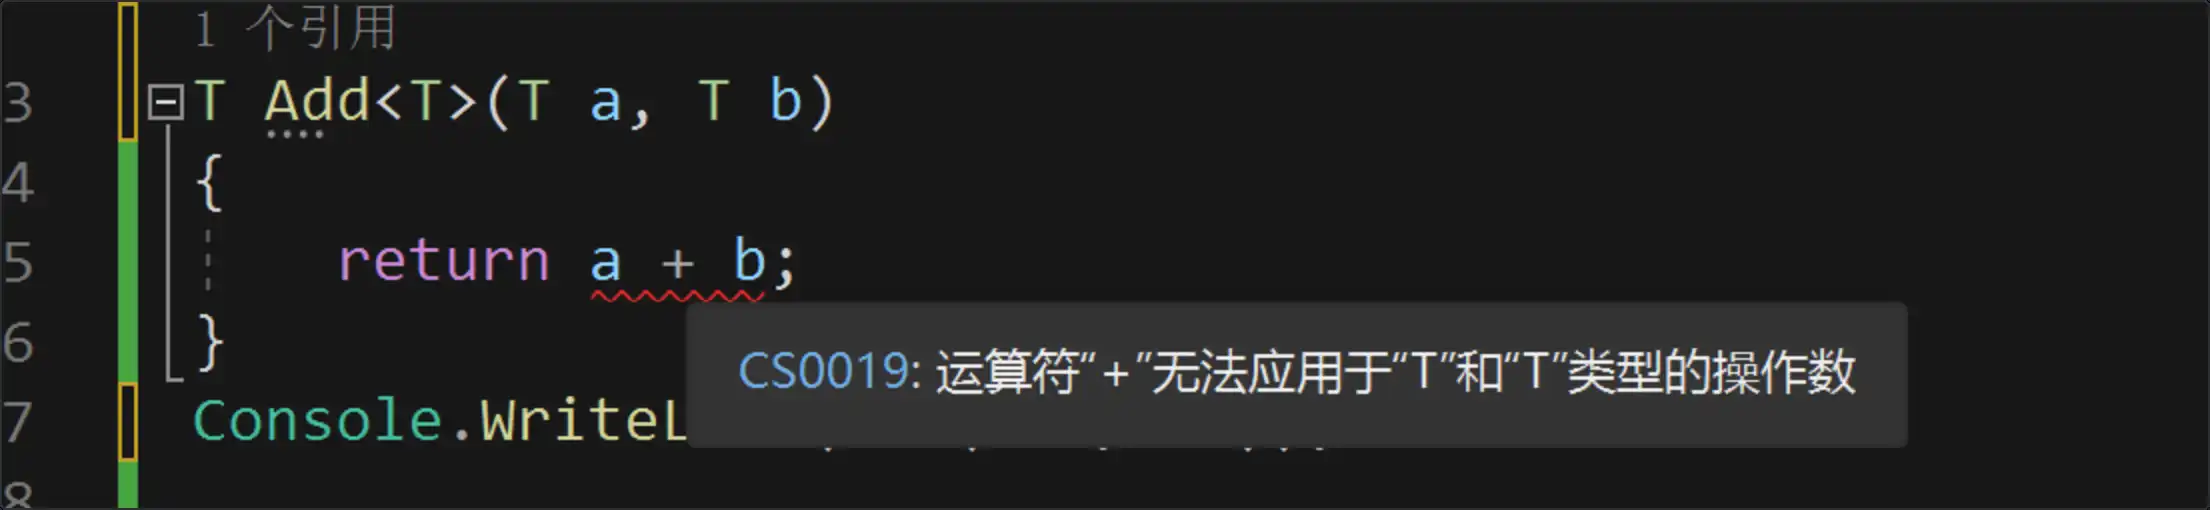 1 个引用
3 T Add<T>(T a, T b)
4 {
5 return a + b;
6 }
CS0019: 运算符“+”无法应用于“T”和“T”类型的操作数
7 Console.WriteL
8